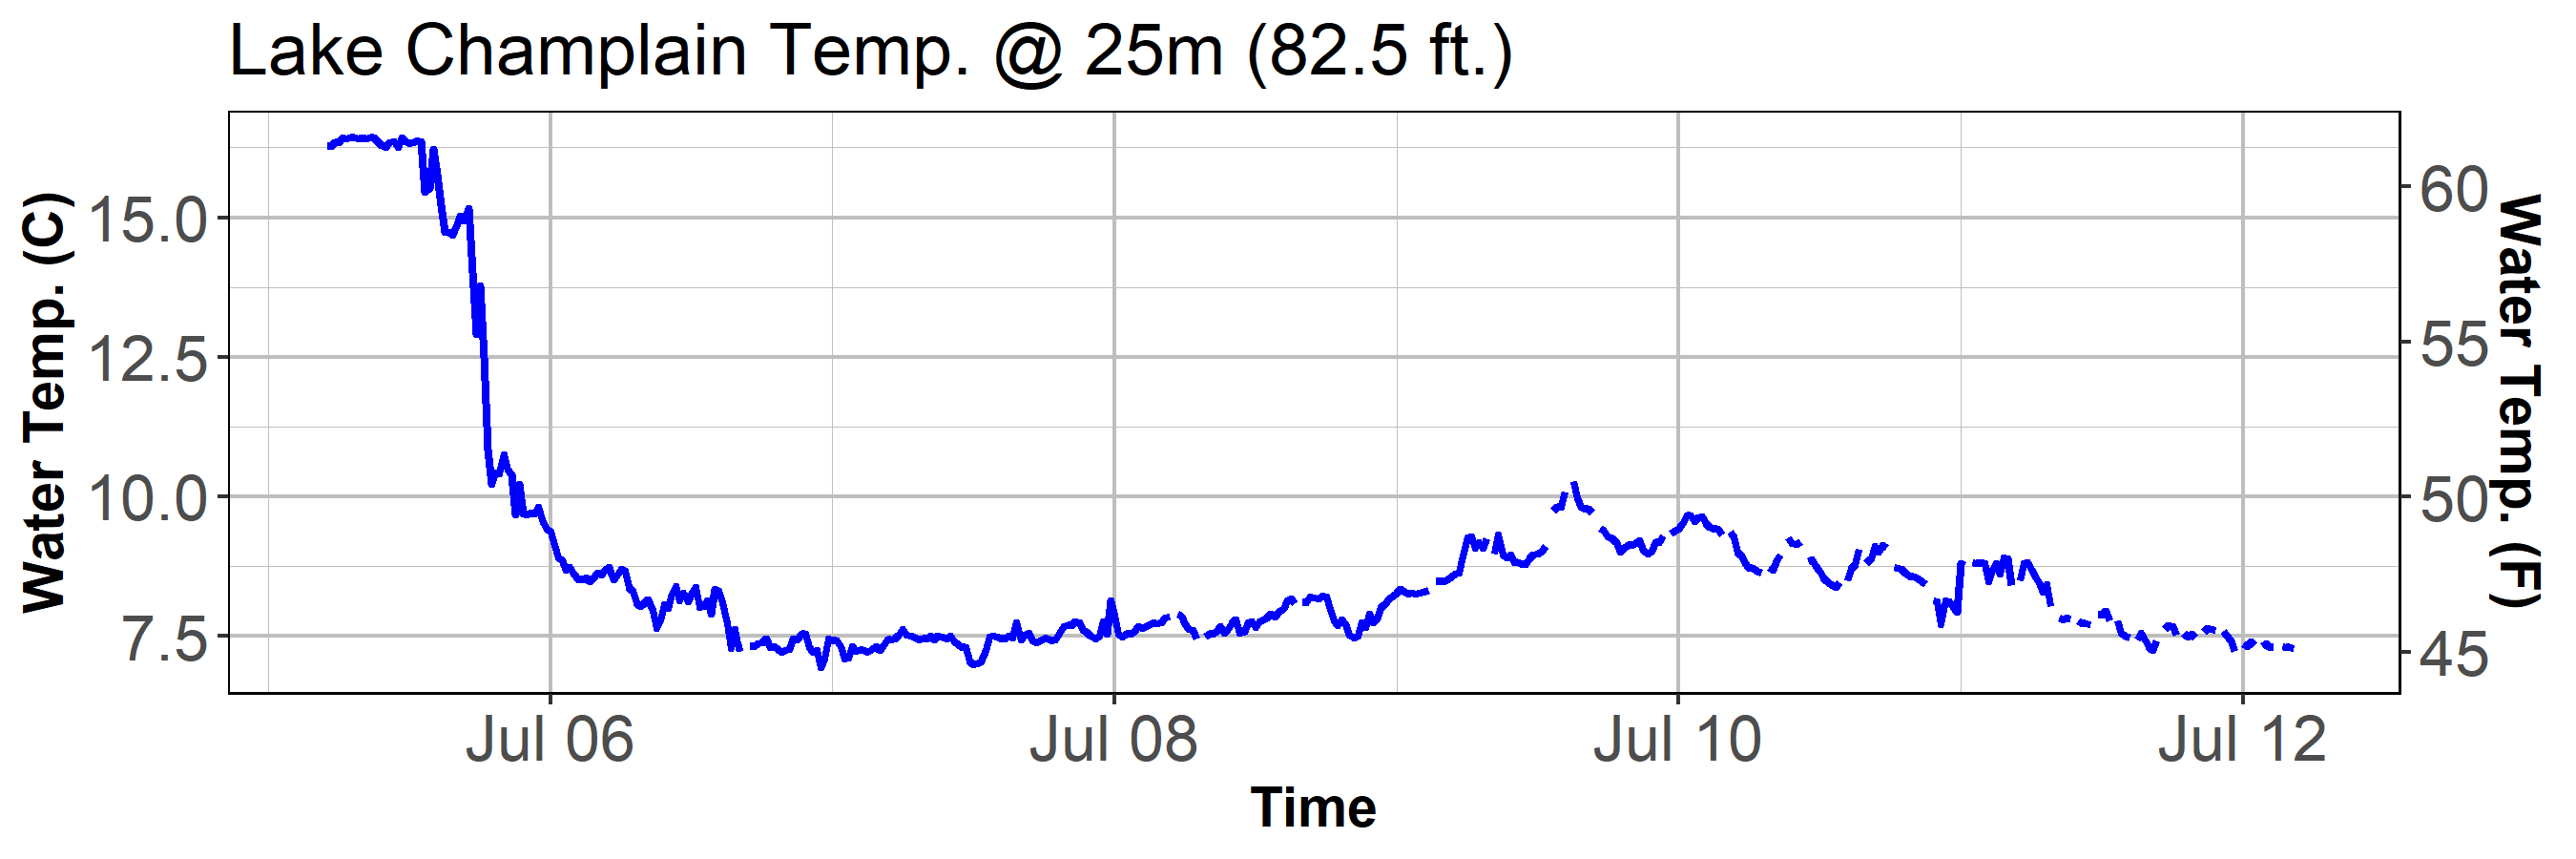 Lake Champlain Temp. @ 25m (82.5 ft.)
Water Temp. (C)
15.0
12.5
10.0
7.5
60
55
50
45
Water Temp. (F)
Jul 06 Jul 08 Jul 10 Jul 12
Time